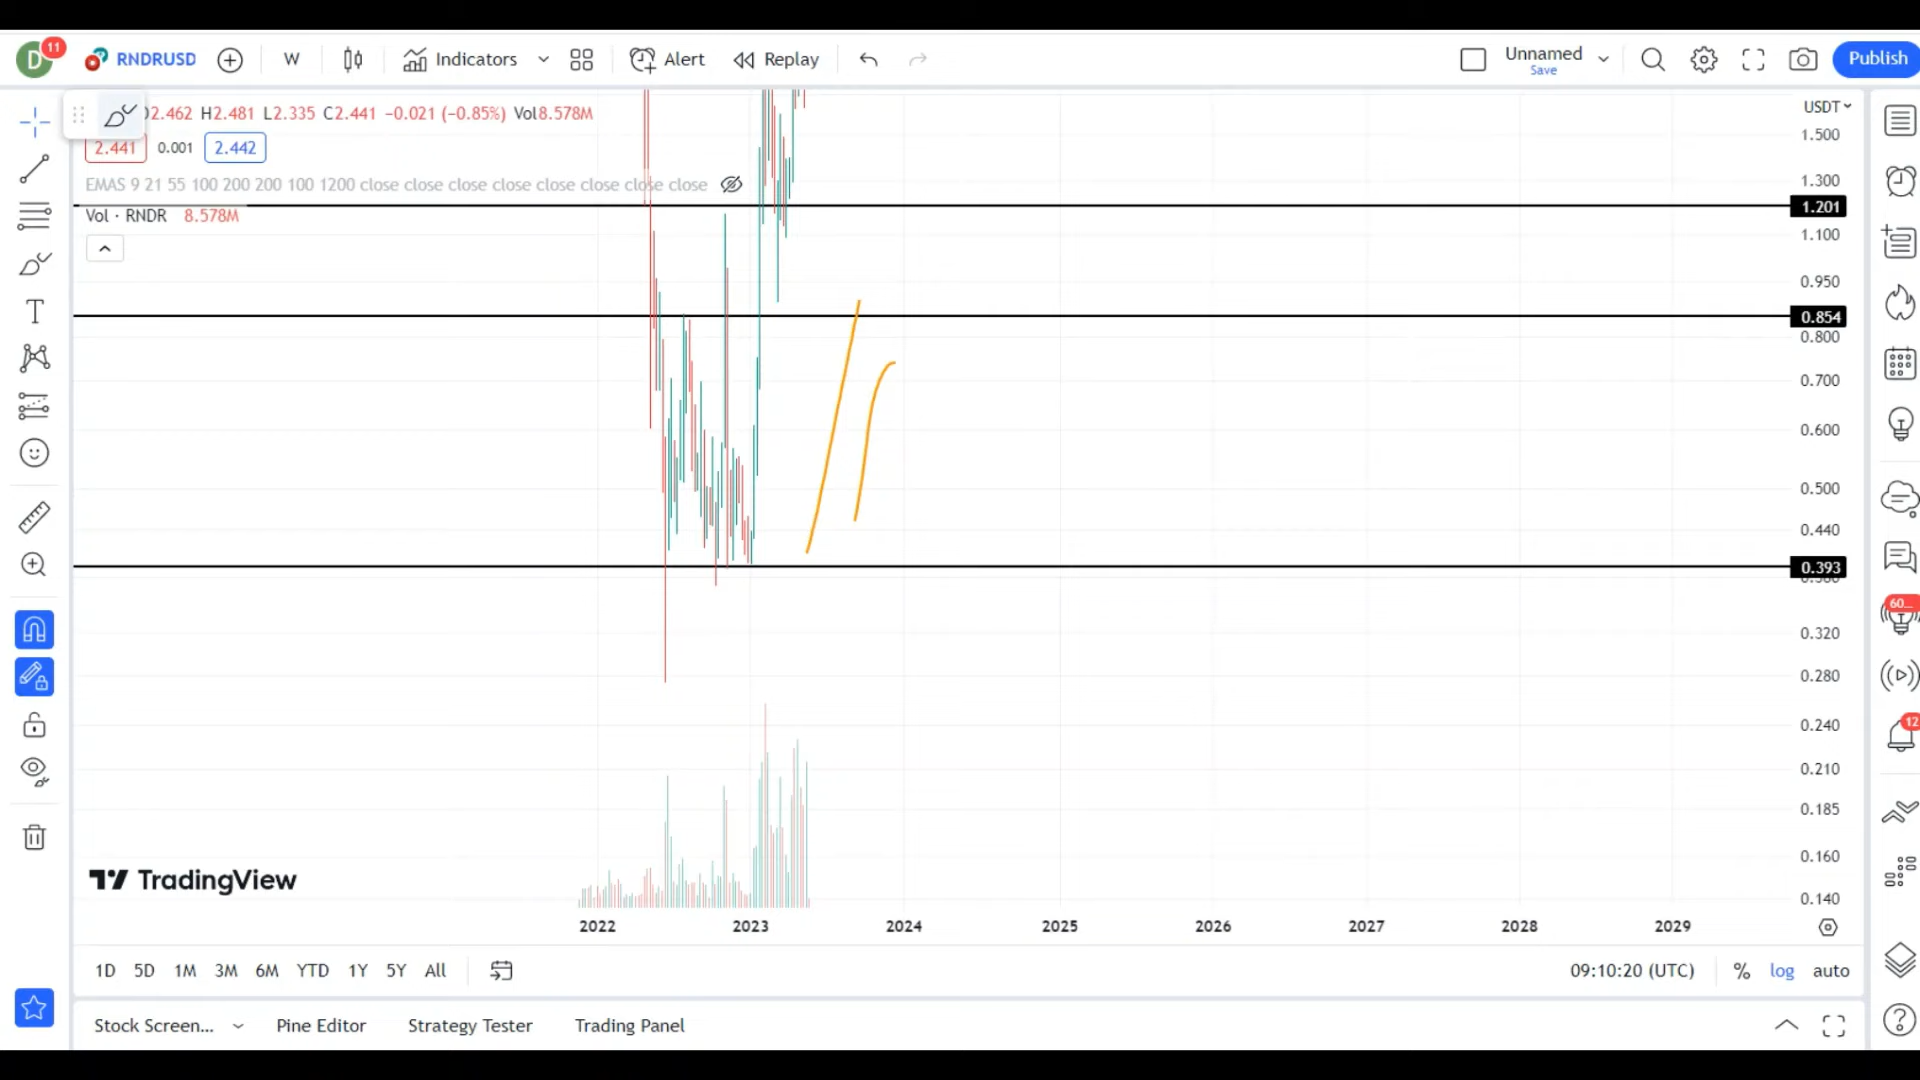 D 11 RNDRUSD W Indicators Alert Replay Unnamed Save Publish
2.462 H2.481 L2.335 C2.441 −0.021 (−0.85%) Vol8.578M
USDT
2.441 0.001 2.442
EMAS 9 21 55 100 200 200 100 1200 close close close close close close close close
Vol · RNDR 8.578M
1.500
1.300
1.201
1.100
0.950
0.854
0.800
0.700
0.600
0.500
0.440
0.393
0.320
0.280
0.240
0.210
0.185
0.160
0.140
60...
12
TradingView
2022 2023 2024 2025 2026 2027 2028 2029
1D 5D 1M 3M 6M YTD 1Y 5Y All 09:10:20 (UTC) % log auto
Stock Screen... Pine Editor Strategy Tester Trading Panel